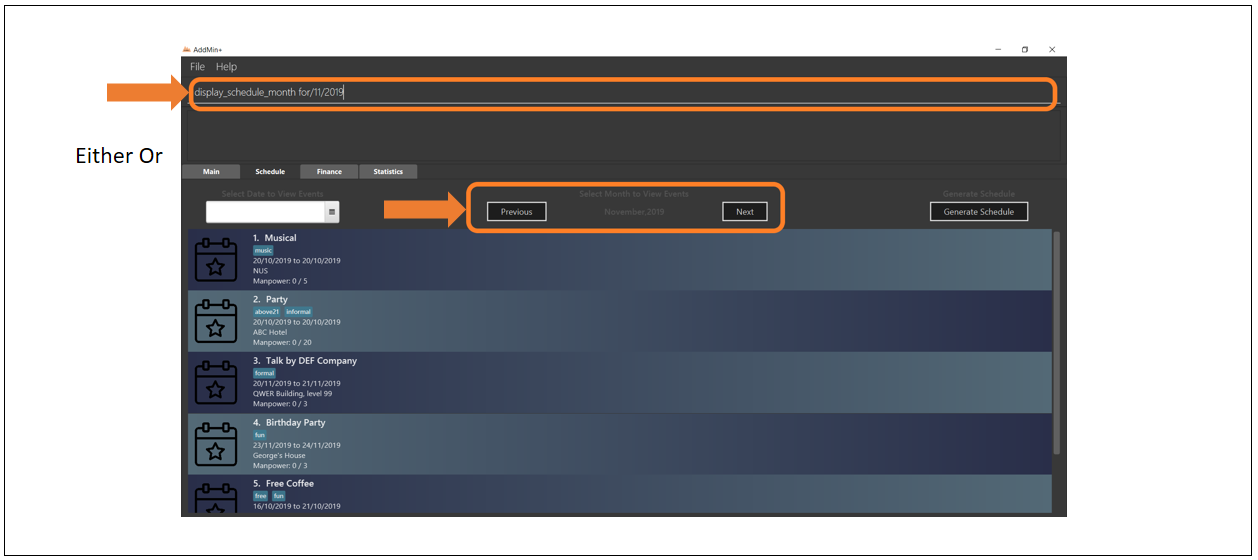 AddMin+
File Help
display_schedule_month for/11/2019
Either Or
Main Schedule Finance Statistics
Select Date to View Events Select Month to View Events Generate Schedule
Previous November,2019 Next Generate Schedule
1. Musical
music
20/10/2019 to 20/10/2019
NUS
Manpower: 0 / 5
2. Party
above21 informal
20/10/2019 to 20/10/2019
ABC Hotel
Manpower: 0 / 20
3. Talk by DEF Company
formal
20/11/2019 to 21/11/2019
QWER Building, level 99
Manpower: 0 / 3
4. Birthday Party
fun
23/11/2019 to 24/11/2019
George's House
Manpower: 0 / 3
5. Free Coffee
free fun
16/10/2019 to 21/10/2019